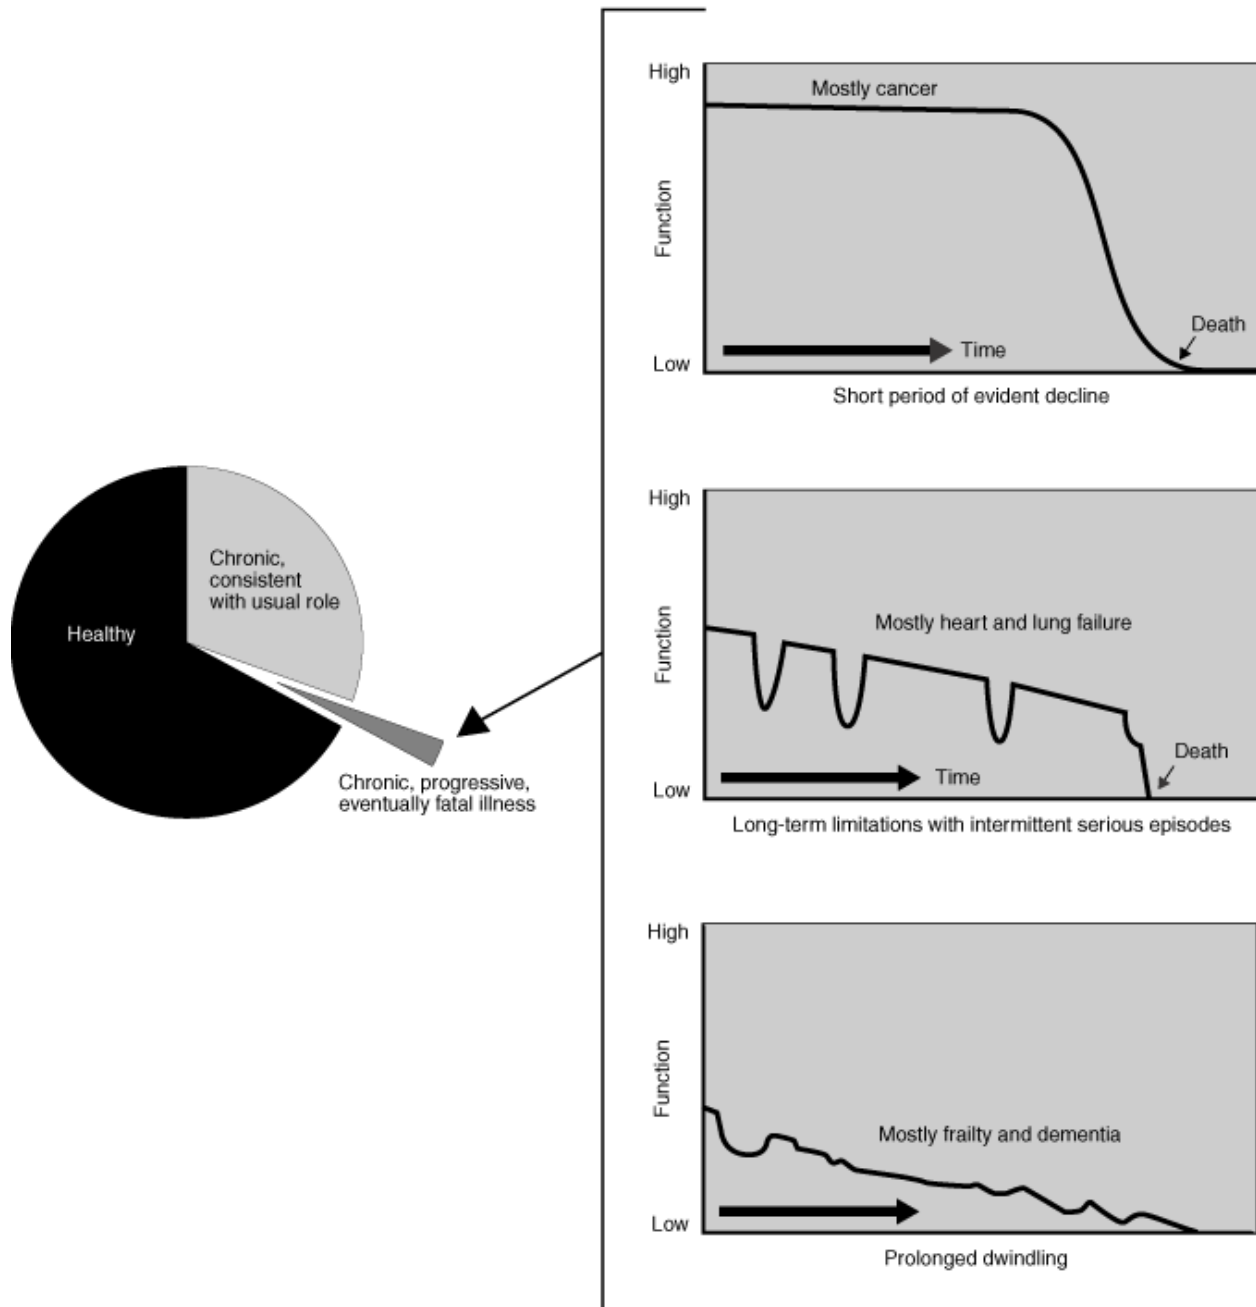 Healthy
Chronic,
consistent
with usual role
Chronic, progressive,
eventually fatal illness
High
Mostly cancer
Function
Death
Time
Low
Short period of evident decline
High
Mostly heart and lung failure
Function
Death
Time
Low
Long-term limitations with intermittent serious episodes
High
Function
Mostly frailty and dementia
Low
Prolonged dwindling